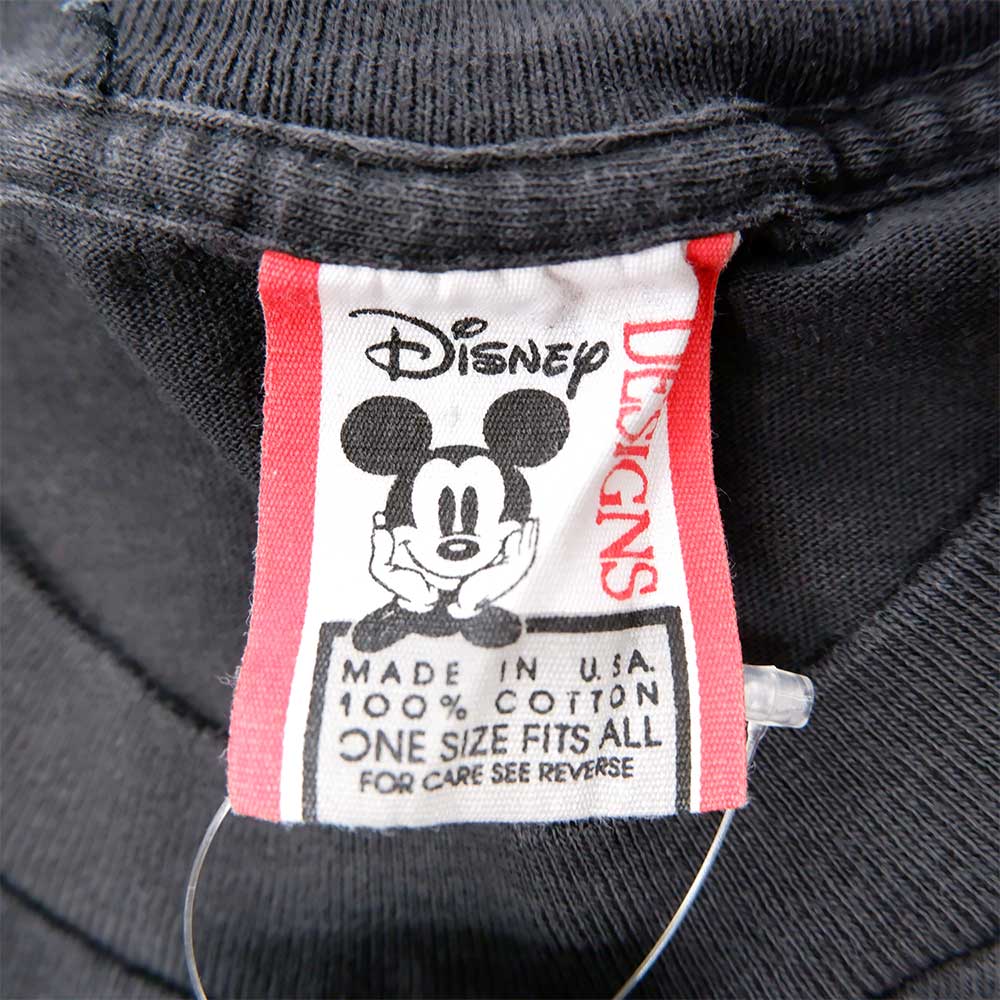 Disney
DESIGNS
MADE IN U.S.A.
100% COTTON
ONE SIZE FITS ALL
FOR CARE SEE REVERSE